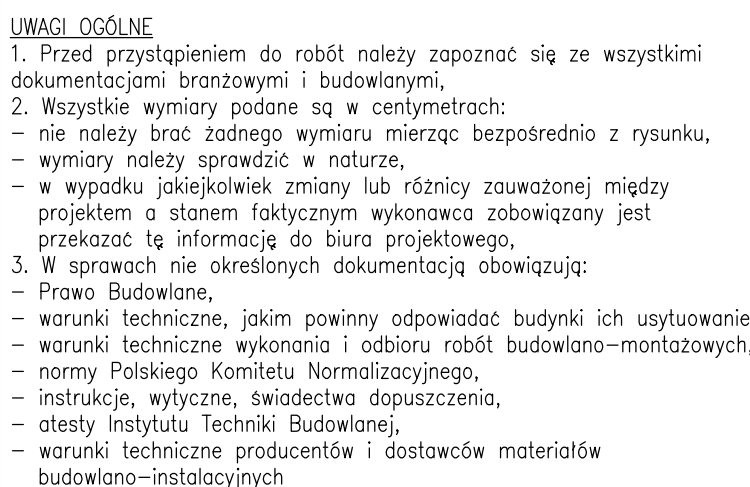 UWAGI OGÓLNE
1. Przed przystąpieniem do robót należy zapoznać się ze wszystkimi
dokumentacjami branżowymi i budowlanymi,
2. Wszystkie wymiary podane są w centymetrach:
– nie należy brać żadnego wymiaru mierząc bezpośrednio z rysunku,
– wymiary należy sprawdzić w naturze,
– w wypadku jakiejkolwiek zmiany lub różnicy zauważonej między
projektem a stanem faktycznym wykonawca zobowiązany jest
przekazać tę informację do biura projektowego,
3. W sprawach nie określonych dokumentacją obowiązują:
– Prawo Budowlane,
– warunki techniczne, jakim powinny odpowiadać budynki ich usytuowanie
– warunki techniczne wykonania i odbioru robót budowlano–montażowych,
– normy Polskiego Komitetu Normalizacyjnego,
– instrukcje, wytyczne, świadectwa dopuszczenia,
– atesty Instytutu Techniki Budowlanej,
– warunki techniczne producentów i dostawców materiałów
budowlano–instalacyjnych